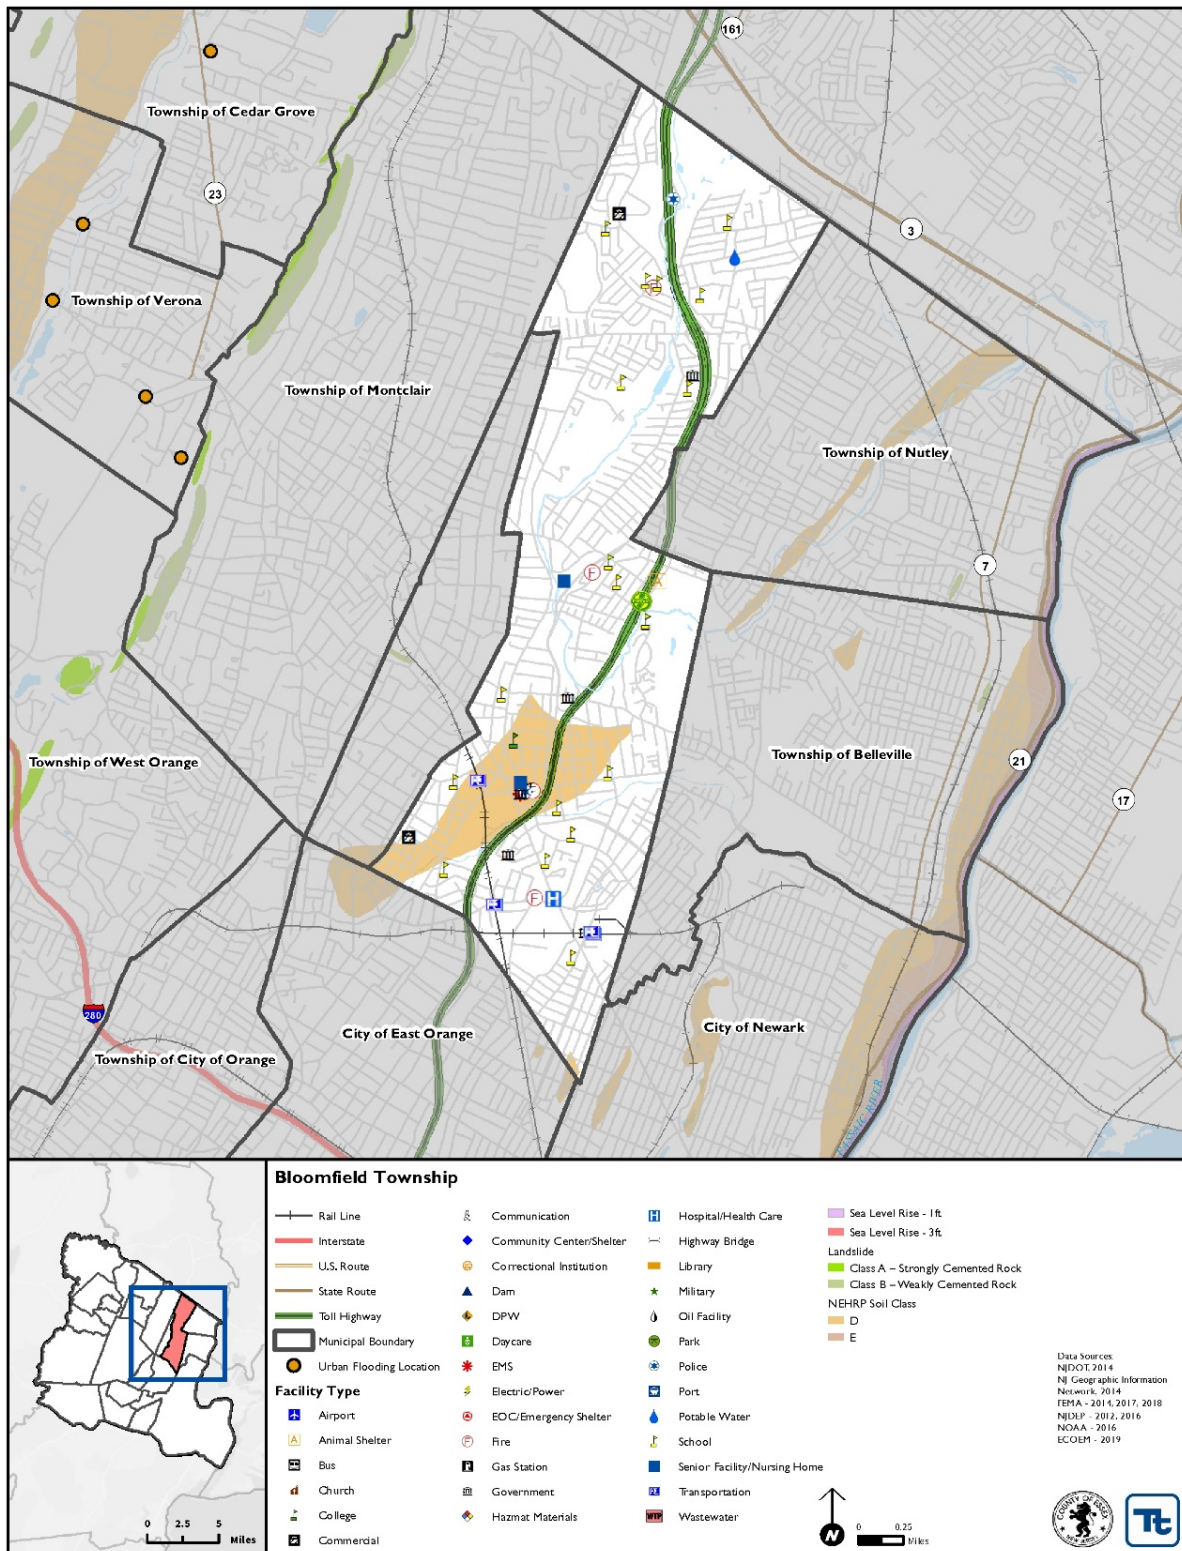 161
Township of Cedar Grove
23
3
Township of Verona
Township of Montclair
Township of Nutley
7
Township of West Orange
Township of Belleville
21
17
280
City of East Orange
City of Newark
Township of City of Orange
PASSAIC RIVER
Bloomfield Township
Rail Line
Interstate
U.S. Route
State Route
Toll Highway
Municipal Boundary
Urban Flooding Location
Facility Type
Airport
A Animal Shelter
Bus
Church
College
Commercial
Communication
Community Center/Shelter
Correctional Institution
Dam
DPW
Daycare
EMS
Electric/Power
EOC/Emergency Shelter
F Fire
Gas Station
Government
Hazmat Materials
H Hospital/Health Care
Highway Bridge
Library
Military
Oil Facility
Park
Police
Port
Potable Water
School
Senior Facility/Nursing Home
Transportation
WTP Wastewater
Sea Level Rise - 1ft
Sea Level Rise - 3ft
Landslide
Class A – Strongly Cemented Rock
Class B – Weakly Cemented Rock
NEHRP Soil Class
D
E
Data Sources:
NJDOT, 2014
NJ Geographic Information
Network, 2014
FEMA - 2014, 2017, 2018
NJDEP - 2012, 2016
NOAA - 2016
ECOEM - 2019
0 2.5 5
Miles
N
0 0.25
Miles
COUNTY OF ESSEX
NEW JERSEY
Tt